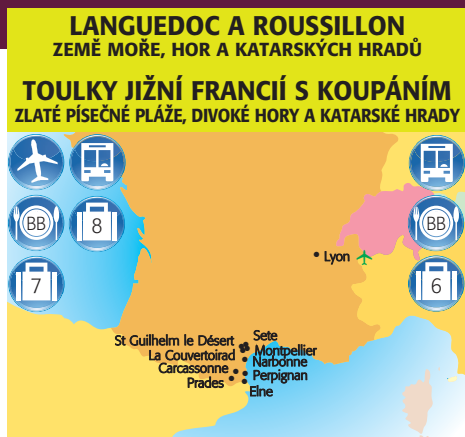 LANGUEDOC A ROUSSILLON
ZEMĚ MOŘE, HOR A KATARSKÝCH HRADŮ
TOULKY JIŽNÍ FRANCIÍ S KOUPÁNÍM
ZLATÉ PÍSEČNÉ PLÁŽE, DIVOKÉ HORY A KATARSKÉ HRADY
BB
8
7
BB
6
Lyon
St Guilhelm le Désert
Sete
La Couvertoirad
Montpellier
Narbonne
Carcassonne
Perpignan
Prades
Elne